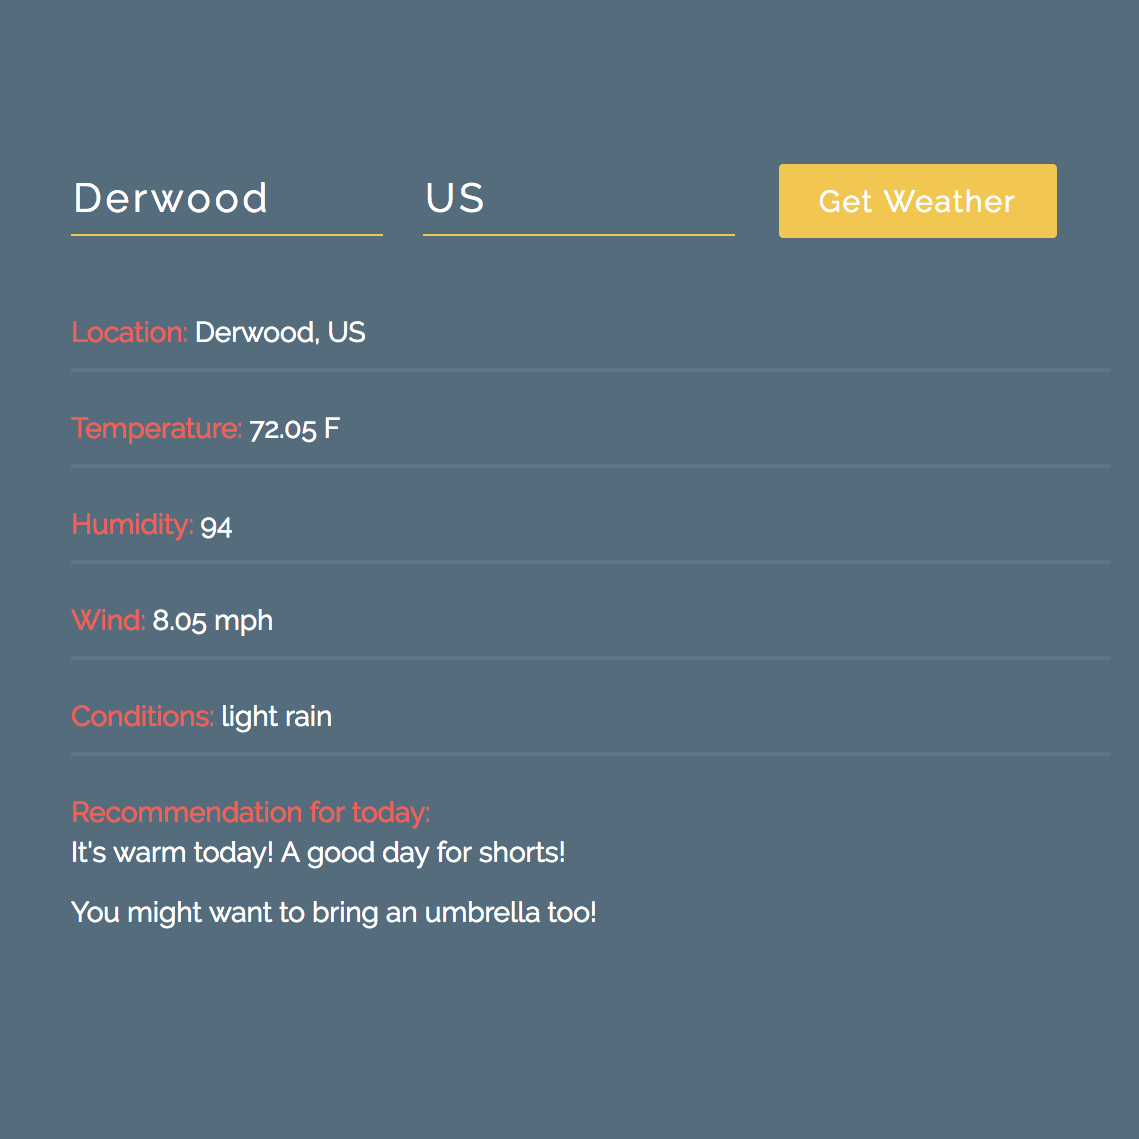 Derwood US Get Weather
Location: Derwood, US
Temperature: 72.05 F
Humidity: 94
Wind: 8.05 mph
Conditions: light rain
Recommendation for today:
It's warm today! A good day for shorts!
You might want to bring an umbrella too!